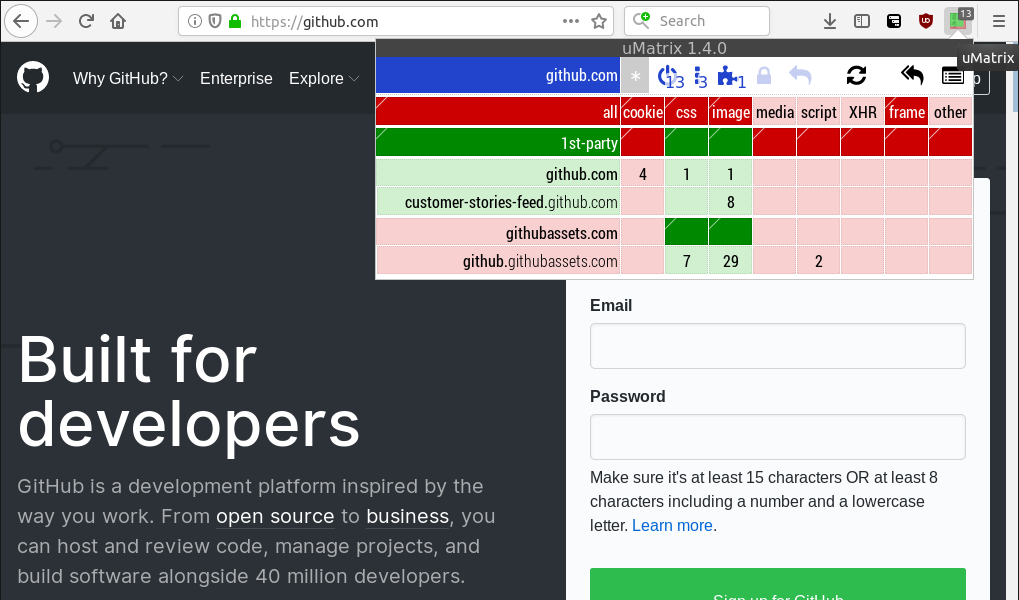 https://github.com
Search
13
uMatrix
uMatrix 1.4.0
Why GitHub? Enterprise Explore
github.com * 13 3 1
all cookie css image media script XHR frame other
1st-party
github.com 4 1 1
customer-stories-feed.github.com 8
githubassets.com
github.githubassets.com 7 29 2
Built for
developers
GitHub is a development platform inspired by the
way you work. From open source to business, you
can host and review code, manage projects, and
build software alongside 40 million developers.
Email
Password
Make sure it's at least 15 characters OR at least 8
characters including a number and a lowercase
letter. Learn more.
Sign up for GitHub